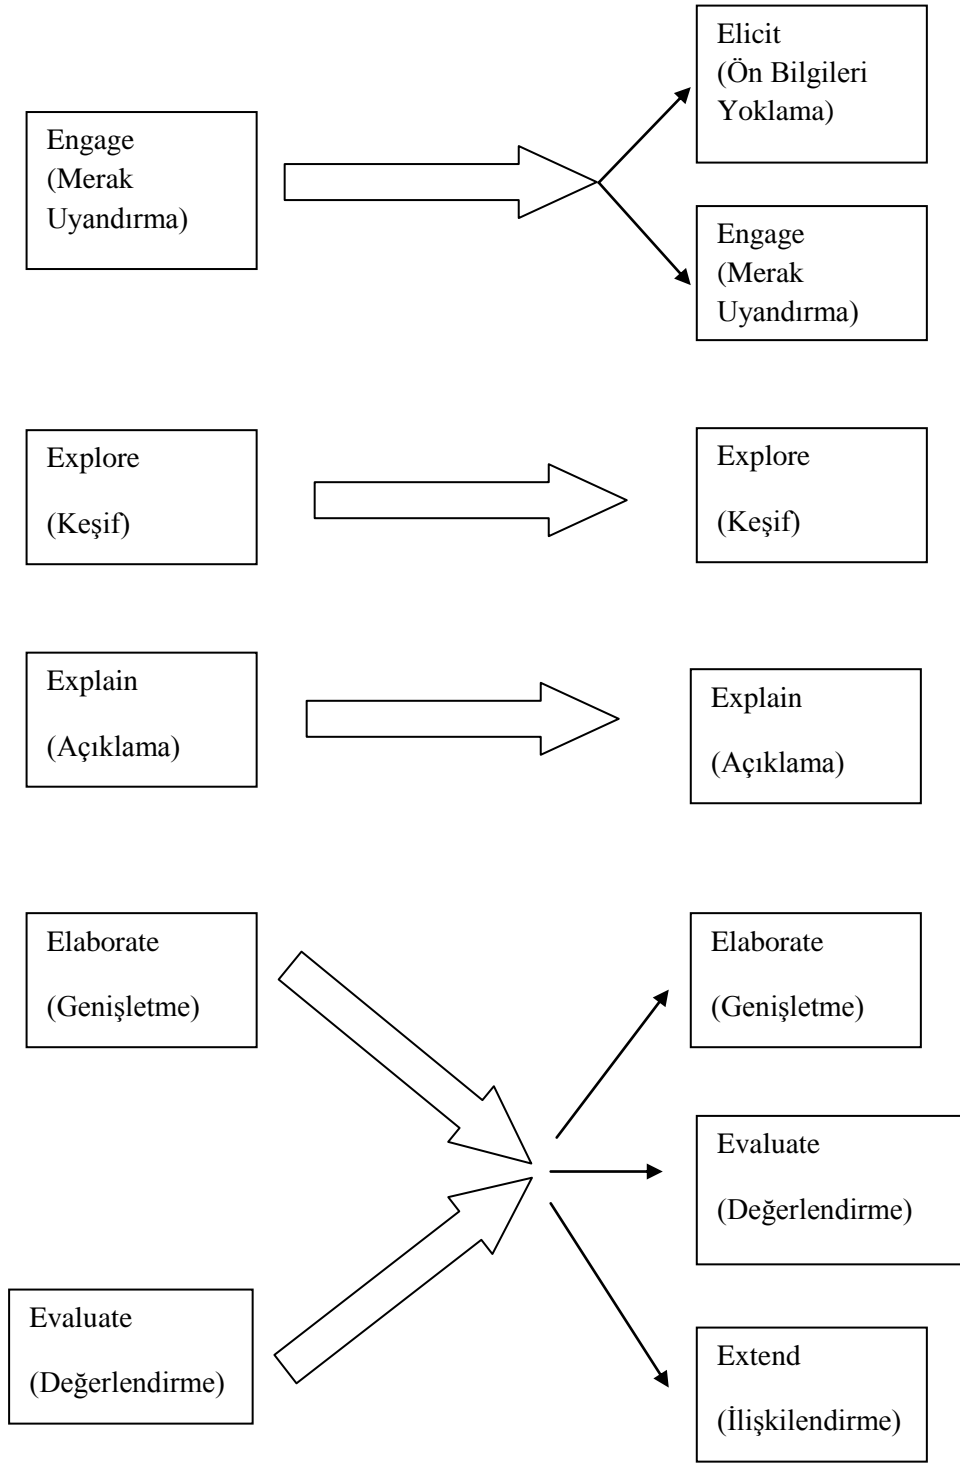 Elicit
(Ön Bilgileri
Yoklama)
Engage
(Merak
Uyandırma)
Engage
(Merak
Uyandırma)
Explore
(Keşif)
Explore
(Keşif)
Explain
(Açıklama)
Explain
(Açıklama)
Elaborate
(Genişletme)
Elaborate
(Genişletme)
Evaluate
(Değerlendirme)
Evaluate
(Değerlendirme)
Extend
(İlişkilendirme)